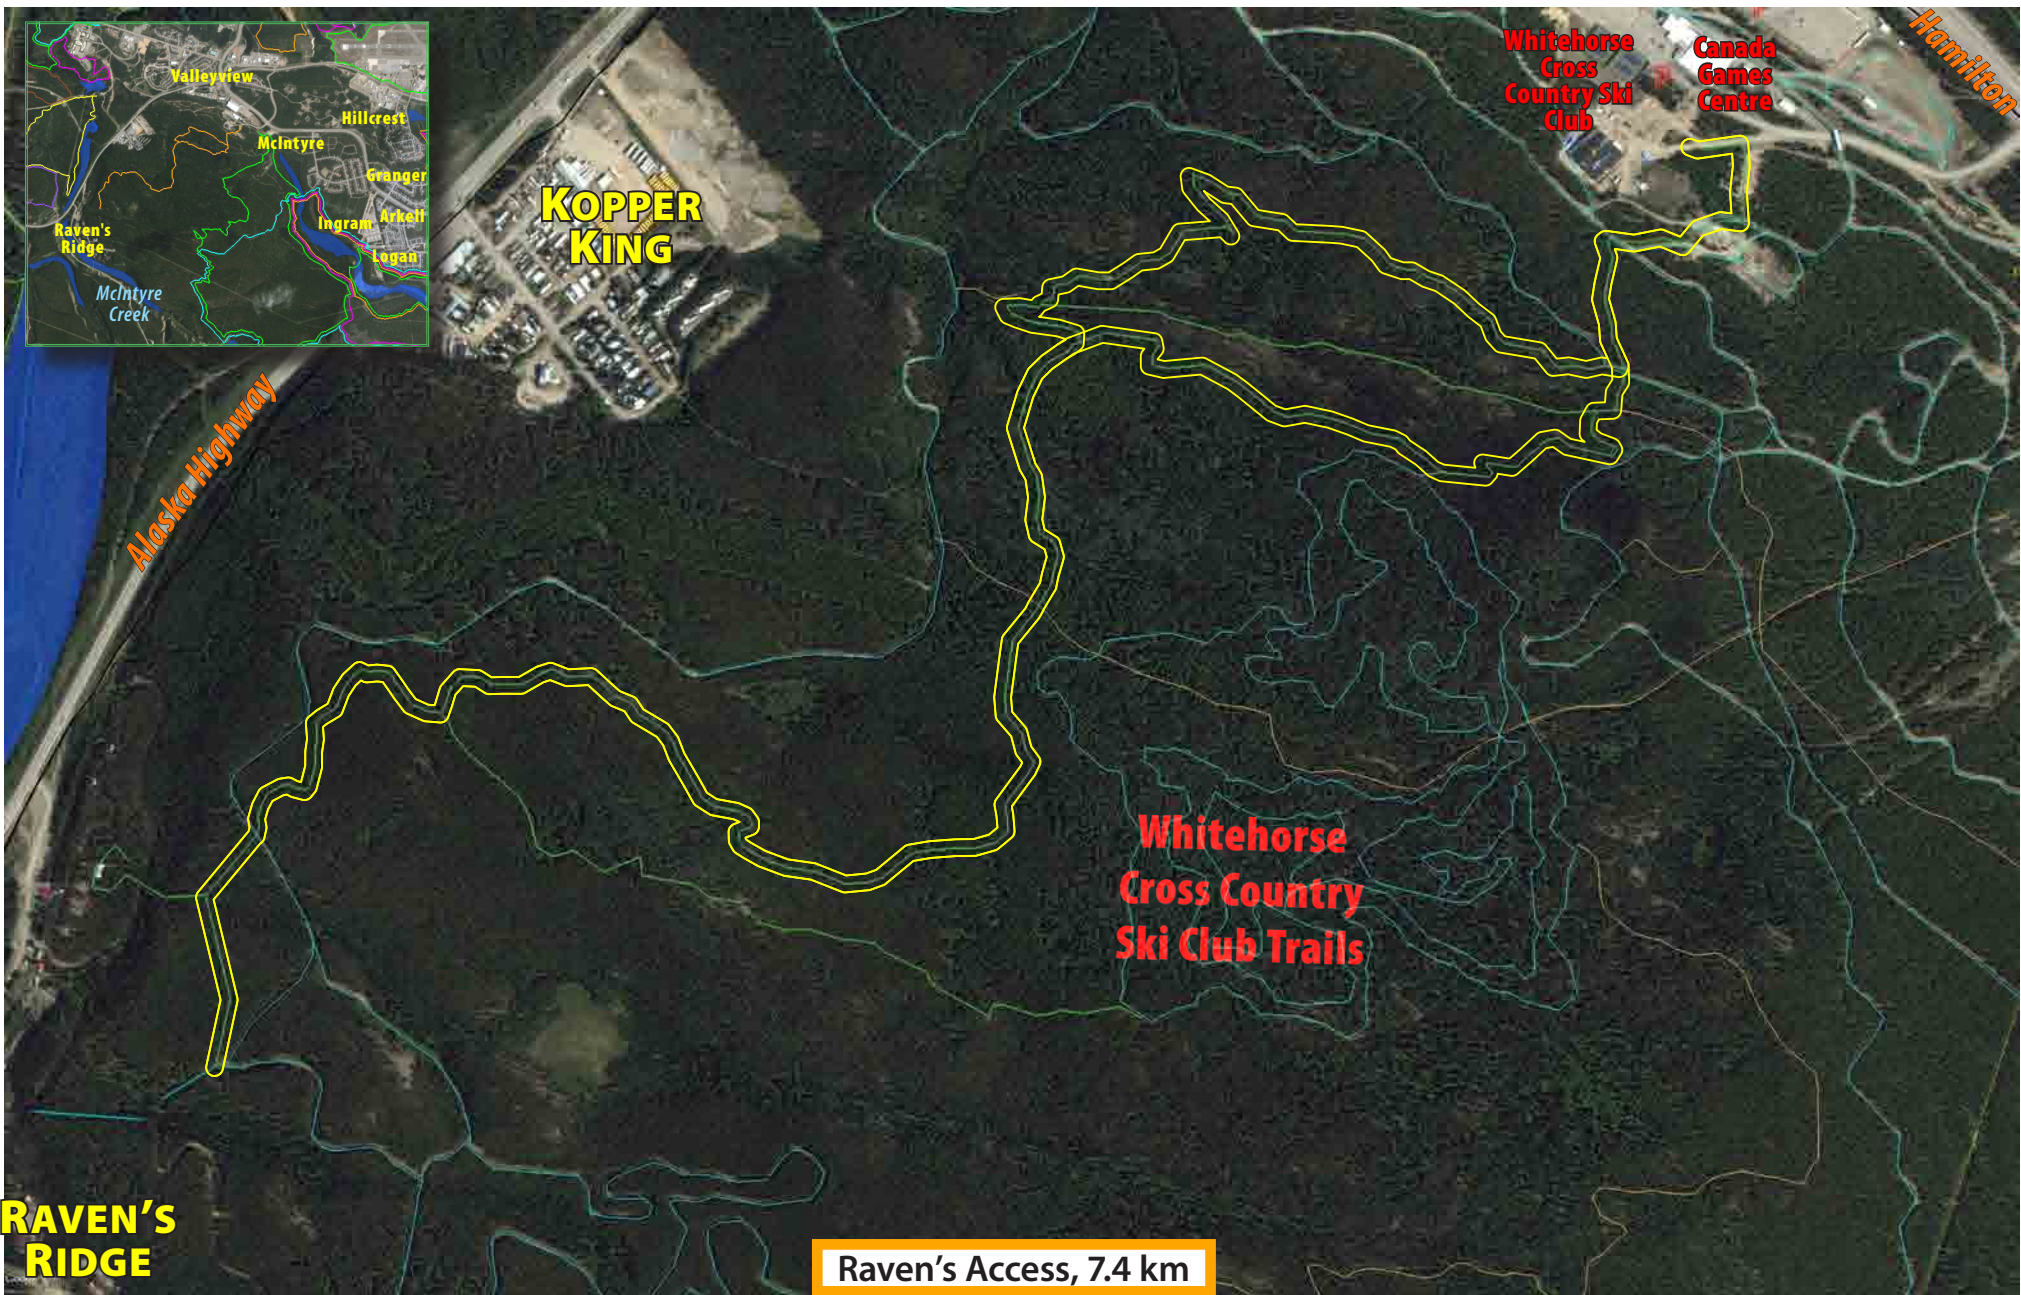 Valleyview
Hillcrest
McIntyre
Granger
Arkell
Ingram
Logan
Raven's
Ridge
McIntyre
Creek
KOPPER
KING
Whitehorse
Cross
Country Ski
Club
Canada
Games
Centre
Hamilton
Alaska Highway
Whitehorse
Cross Country
Ski Club Trails
RAVEN'S
RIDGE
Raven's Access, 7.4 km